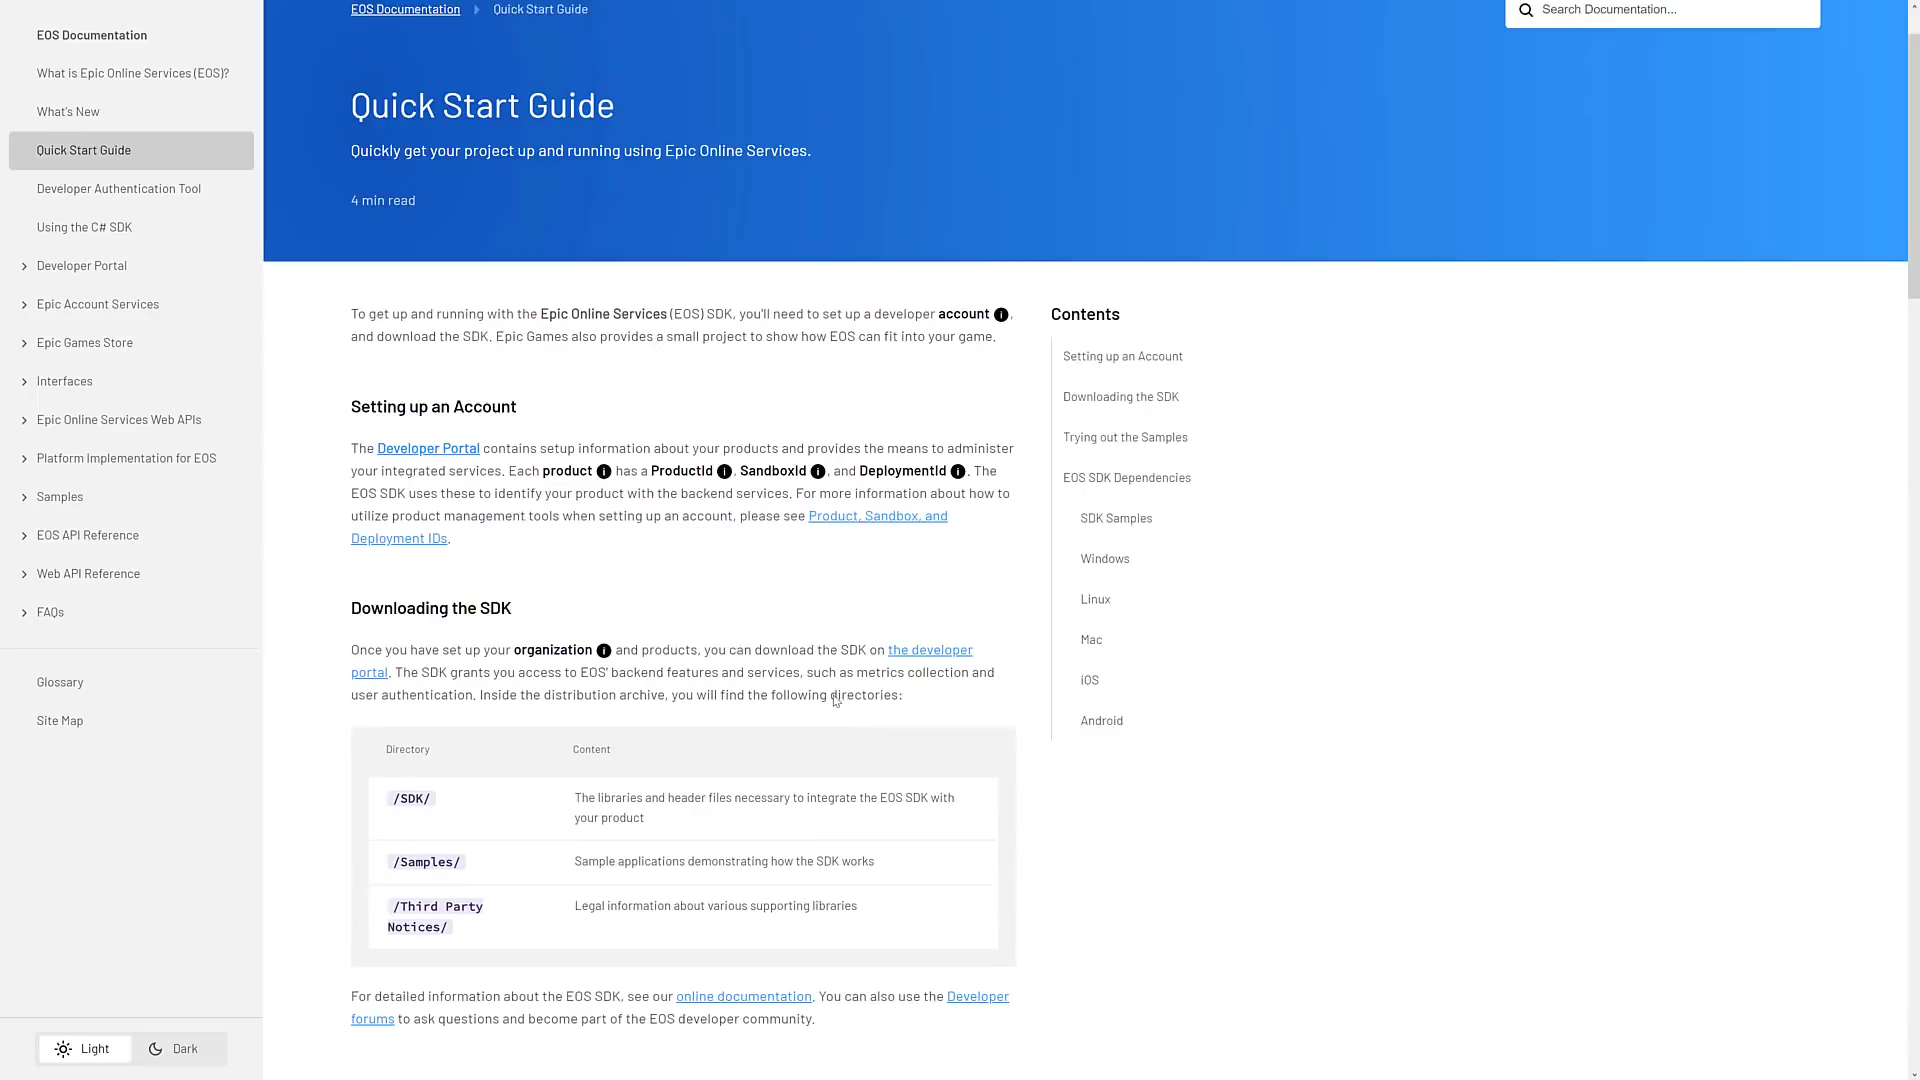 EOS Documentation
What is Epic Online Services (EOS)?
What's New
Quick Start Guide
Developer Authentication Tool
Using the C# SDK
Developer Portal
Epic Account Services
Epic Games Store
Interfaces
Epic Online Services Web APIs
Platform Implementation for EOS
Samples
EOS API Reference
Web API Reference
FAQs
Glossary
Site Map
Light Dark
EOS Documentation Quick Start Guide
Search Documentation...
Quick Start Guide
Quickly get your project up and running using Epic Online Services.
4 min read
To get up and running with the Epic Online Services (EOS) SDK, you'll need to set up a developer account i,
and download the SDK. Epic Games also provides a small project to show how EOS can fit into your game.
Setting up an Account
The Developer Portal contains setup information about your products and provides the means to administer
your integrated services. Each product i has a ProductId i, SandboxId i, and DeploymentId i. The
EOS SDK uses these to identify your product with the backend services. For more information about how to
utilize product management tools when setting up an account, please see Product, Sandbox, and
Deployment IDs.
Downloading the SDK
Once you have set up your organization i and products, you can download the SDK on the developer
portal. The SDK grants you access to EOS' backend features and services, such as metrics collection and
user authentication. Inside the distribution archive, you will find the following directories:
Directory Content
/SDK/ The libraries and header files necessary to integrate the EOS SDK with
your product
/Samples/ Sample applications demonstrating how the SDK works
/Third Party Legal information about various supporting libraries
Notices/
For detailed information about the EOS SDK, see our online documentation. You can also use the Developer
forums to ask questions and become part of the EOS developer community.
Contents
Setting up an Account
Downloading the SDK
Trying out the Samples
EOS SDK Dependencies
SDK Samples
Windows
Linux
Mac
iOS
Android